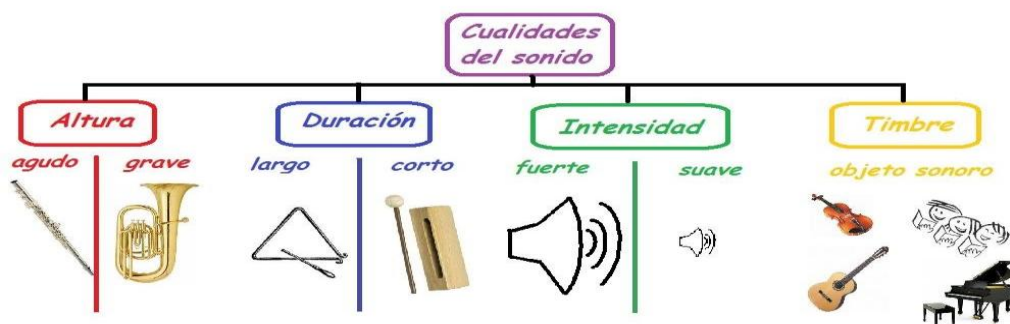 Cualidades
del sonido
Altura
Duración
Intensidad
Timbre
agudo
grave
largo
corto
fuerte
suave
objeto sonoro